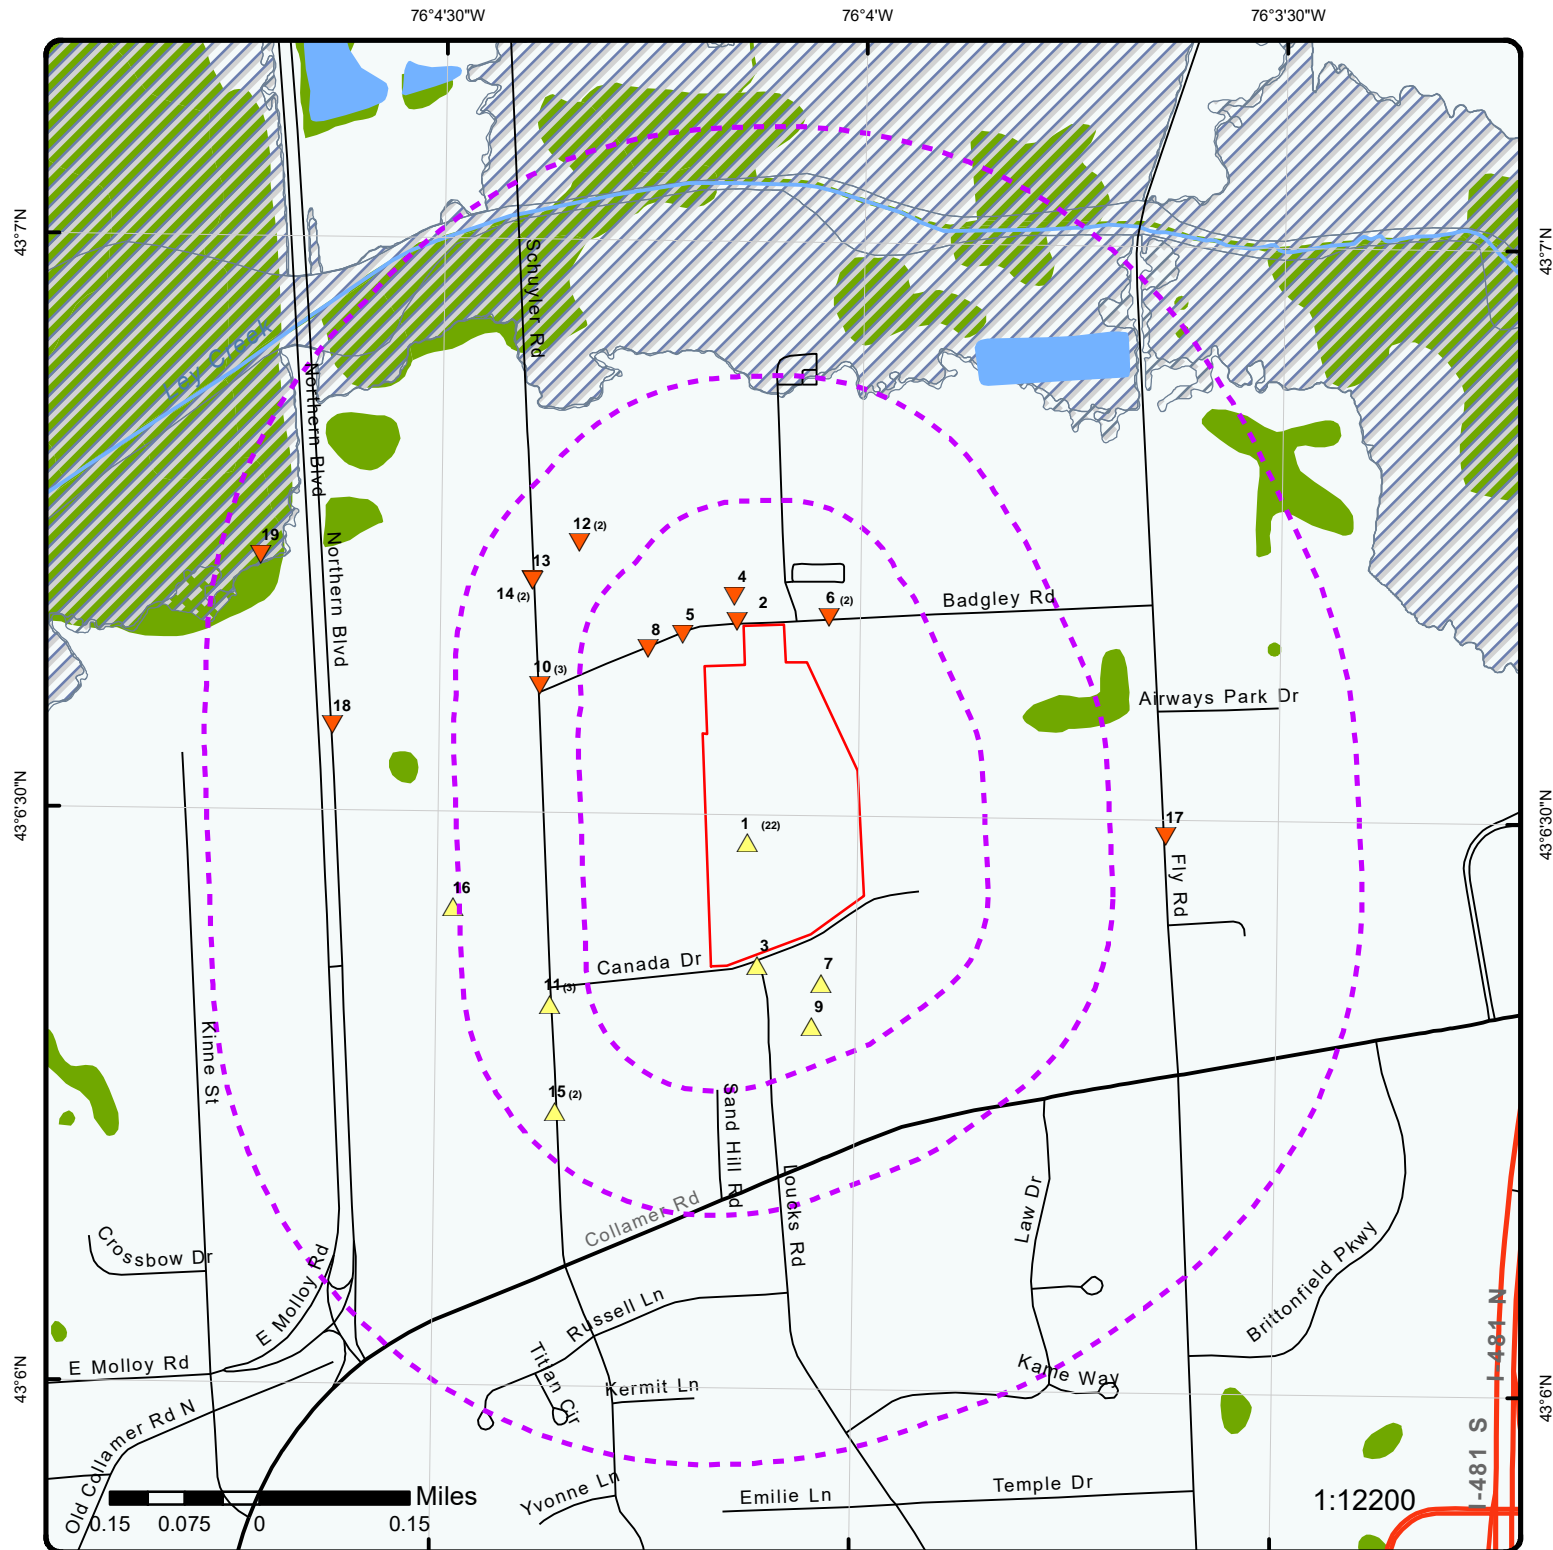 76°4'30"W
76°4'W
76°3'30"W
43°7'N
43°7'N
Schuyler Rd
Ley Creek
Northern Blvd
19
12 (2)
13
14 (2)
Northern Blvd
4
2
5
6 (2)
Badgley Rd
8
10 (3)
18
Airways Park Dr
43°6'30"N
43°6'30"N
1 (22)
17
Fly Rd
16
3
Canada Dr
7
11 (3)
9
Kinne St
15 (2)
Sand Hill Rd
Loucks Rd
Collamer Rd
Law Dr
Crossbow Dr
E Molloy Rd
Brittonfield Pkwy
I-481 N
Russell Ln
E Molloy Rd
Titlan Cir
Kermit Ln
Kame Way
43°6'N
43°6'N
Old Collamer Rd N
I-481 S
Yvonne Ln
Emilie Ln
Temple Dr
Miles
0.15 0.075 0 0.15
1:12200